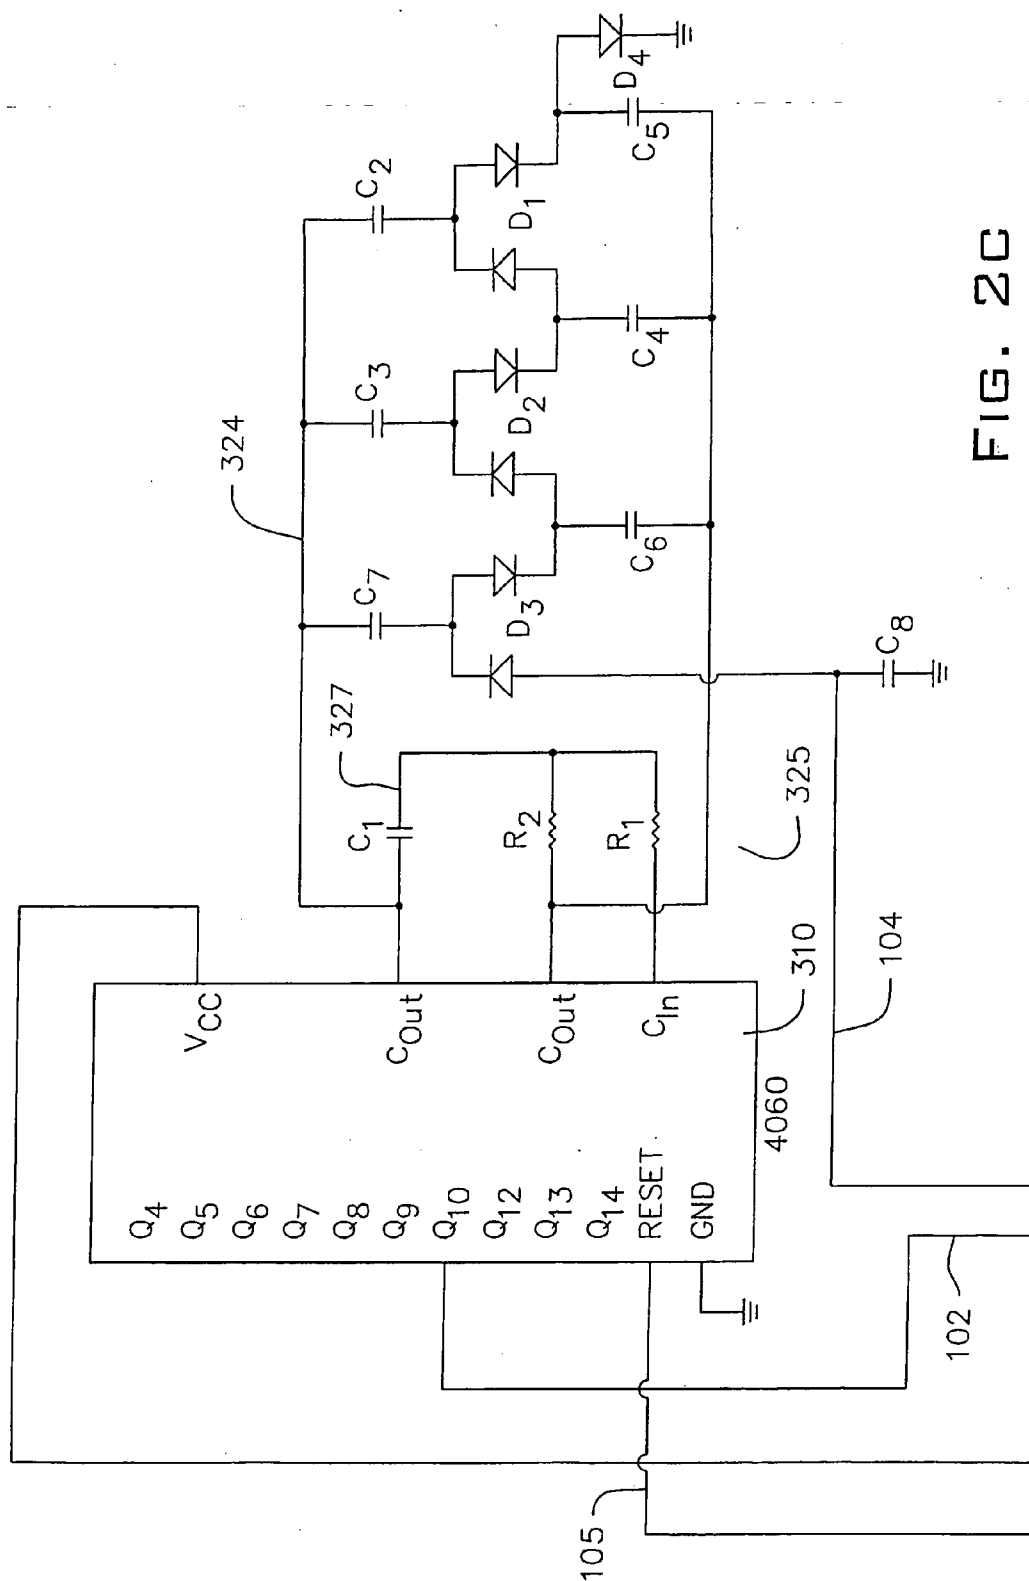 324
C7
C3
C2
327
C1
D3
D2
D1
D4
R2
R1
C6
C4
C5
C8
325
VCC
COut
COut
CIn
Q4
Q5
Q6
Q7
Q8
Q9
Q10
Q12
Q13
Q14
RESET
GND
4060
310
104
102
105
FIG. 2C